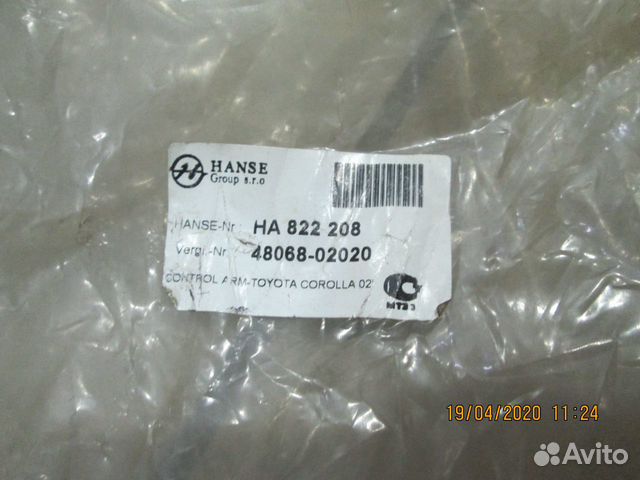 HANSE
Group s.r.o
HANSE-Nr.: HA 822 208
Vergl.-Nr.: 48068-02020
CONTROL ARM-TOYOTA COROLLA 02'
19/04/2020 11:24
Avito